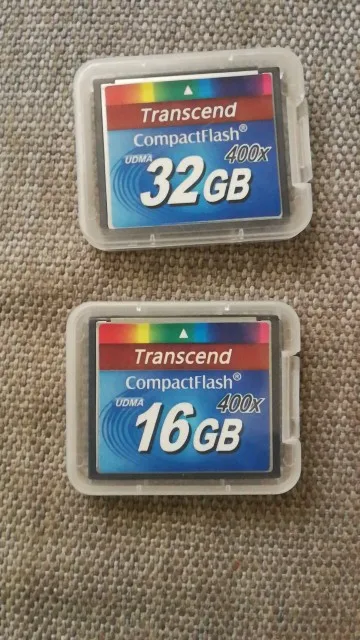 Transcend
CompactFlash®
UDMA 400x
32GB
Transcend
CompactFlash®
UDMA 400x
16GB